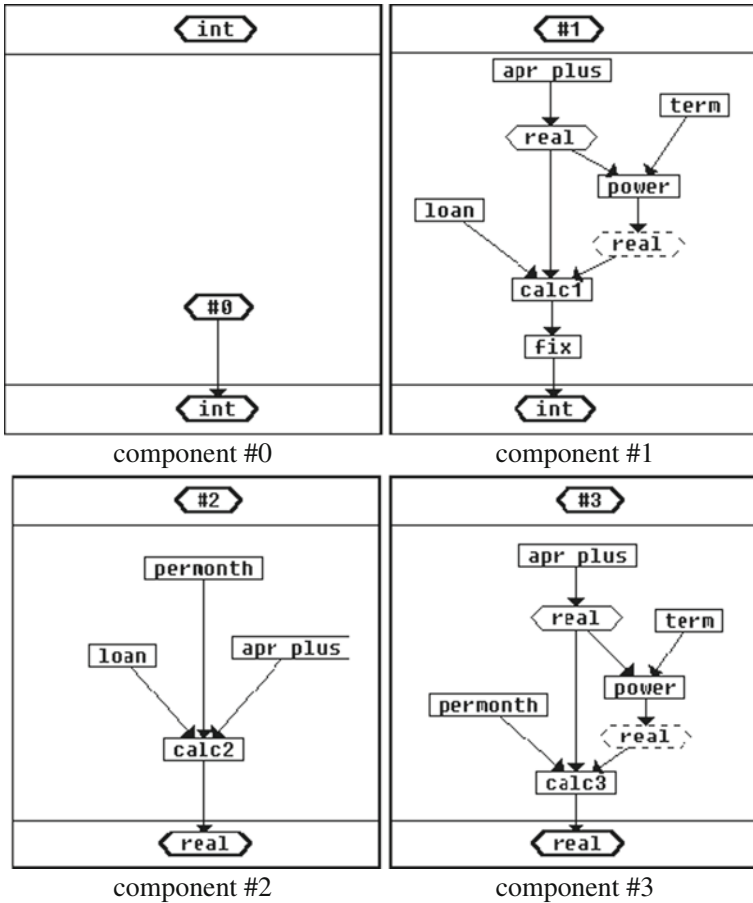 int
#0
int
component #0
#1
apr plus
term
real
power
loan
real
calc1
fix
int
component #1
#2
permonth
loan
apr plus
calc2
real
component #2
#3
apr plus
real
term
power
permonth
real
calc3
real
component #3